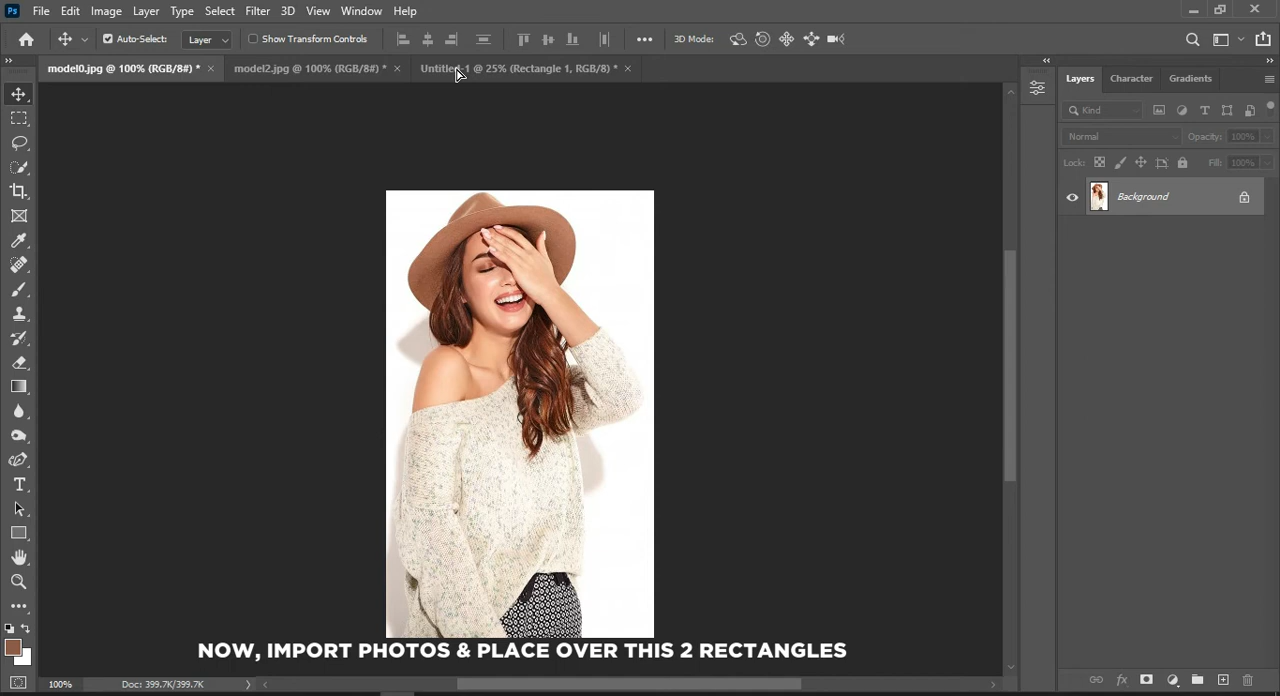 Ps File Edit Image Layer Type Select Filter 3D View Window Help
Auto-Select: Layer Show Transform Controls 3D Mode:
model0.jpg @ 100% (RGB/8#) * model2.jpg @ 100% (RGB/8#) * Untitled-1 @ 25% (Rectangle 1, RGB/8) *
Layers Character Gradients
Kind
Normal Opacity: 100%
Lock: Fill: 100%
Background
NOW, IMPORT PHOTOS & PLACE OVER THIS 2 RECTANGLES
100% Doc: 399.7K/399.7K